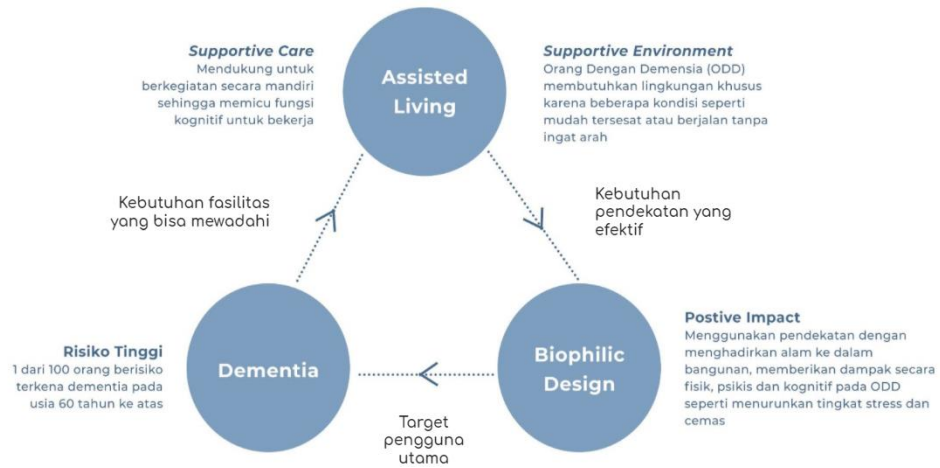 Supportive Care
Mendukung untuk
berkegiatan secara mandiri
sehingga memicu fungsi
kognitif untuk bekerja
Assisted
Living
Supportive Environment
Orang Dengan Demensia (ODD)
membutuhkan lingkungan khusus
karena beberapa kondisi seperti
mudah tersesat atau berjalan tanpa
ingat arah
Kebutuhan fasilitas
yang bisa mewadahi
Kebutuhan
pendekatan yang
efektif
Risiko Tinggi
1 dari 100 orang berisiko
terkena dementia pada
usia 60 tahun ke atas
Dementia
Biophilic
Design
Postive Impact
Menggunakan pendekatan dengan
menghadirkan alam ke dalam
bangunan, memberikan dampak secara
fisik, psikis dan kognitif pada ODD
seperti menurunkan tingkat stress dan
cemas
Target
pengguna
utama